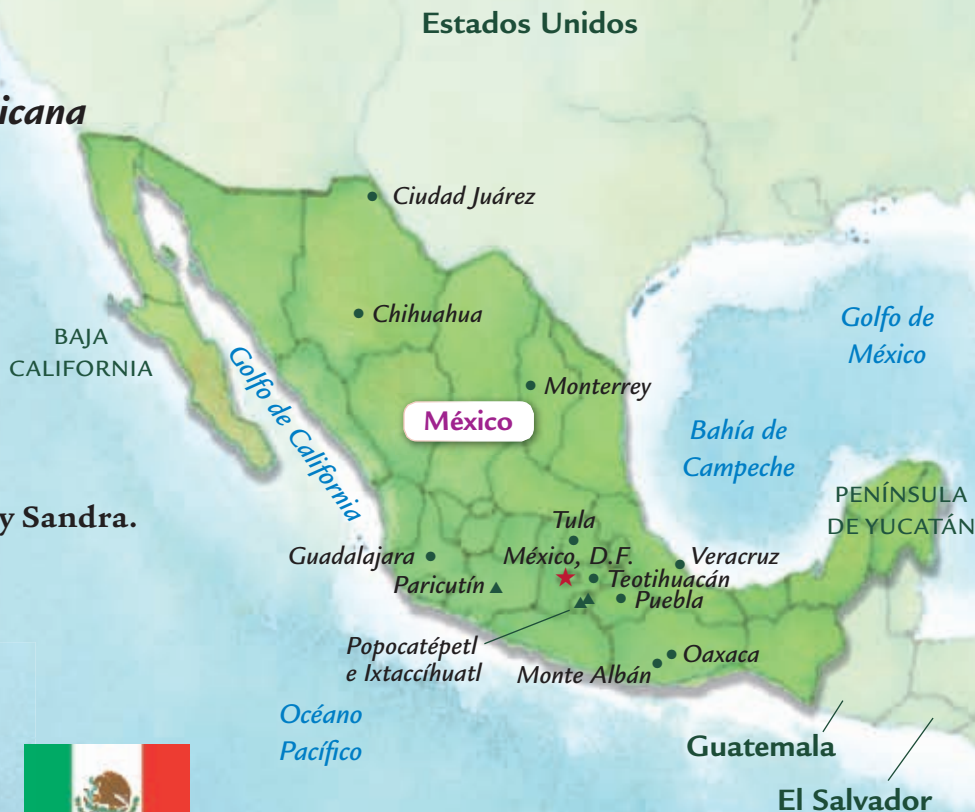 Estados Unidos
icana
Ciudad Juárez
Chihuahua
BAJA
CALIFORNIA
Golfo de California
Golfo de
México
Monterrey
México
Bahía de
Campeche
PENÍNSULA
DE YUCATÁN
y Sandra.
Tula
Guadalajara
México, D.F.
Veracruz
Paricutín
Teotihuacán
Puebla
Popocatépetl
e Ixtaccíhuatl
Monte Albán
Oaxaca
Océano
Pacífico
Guatemala
El Salvador